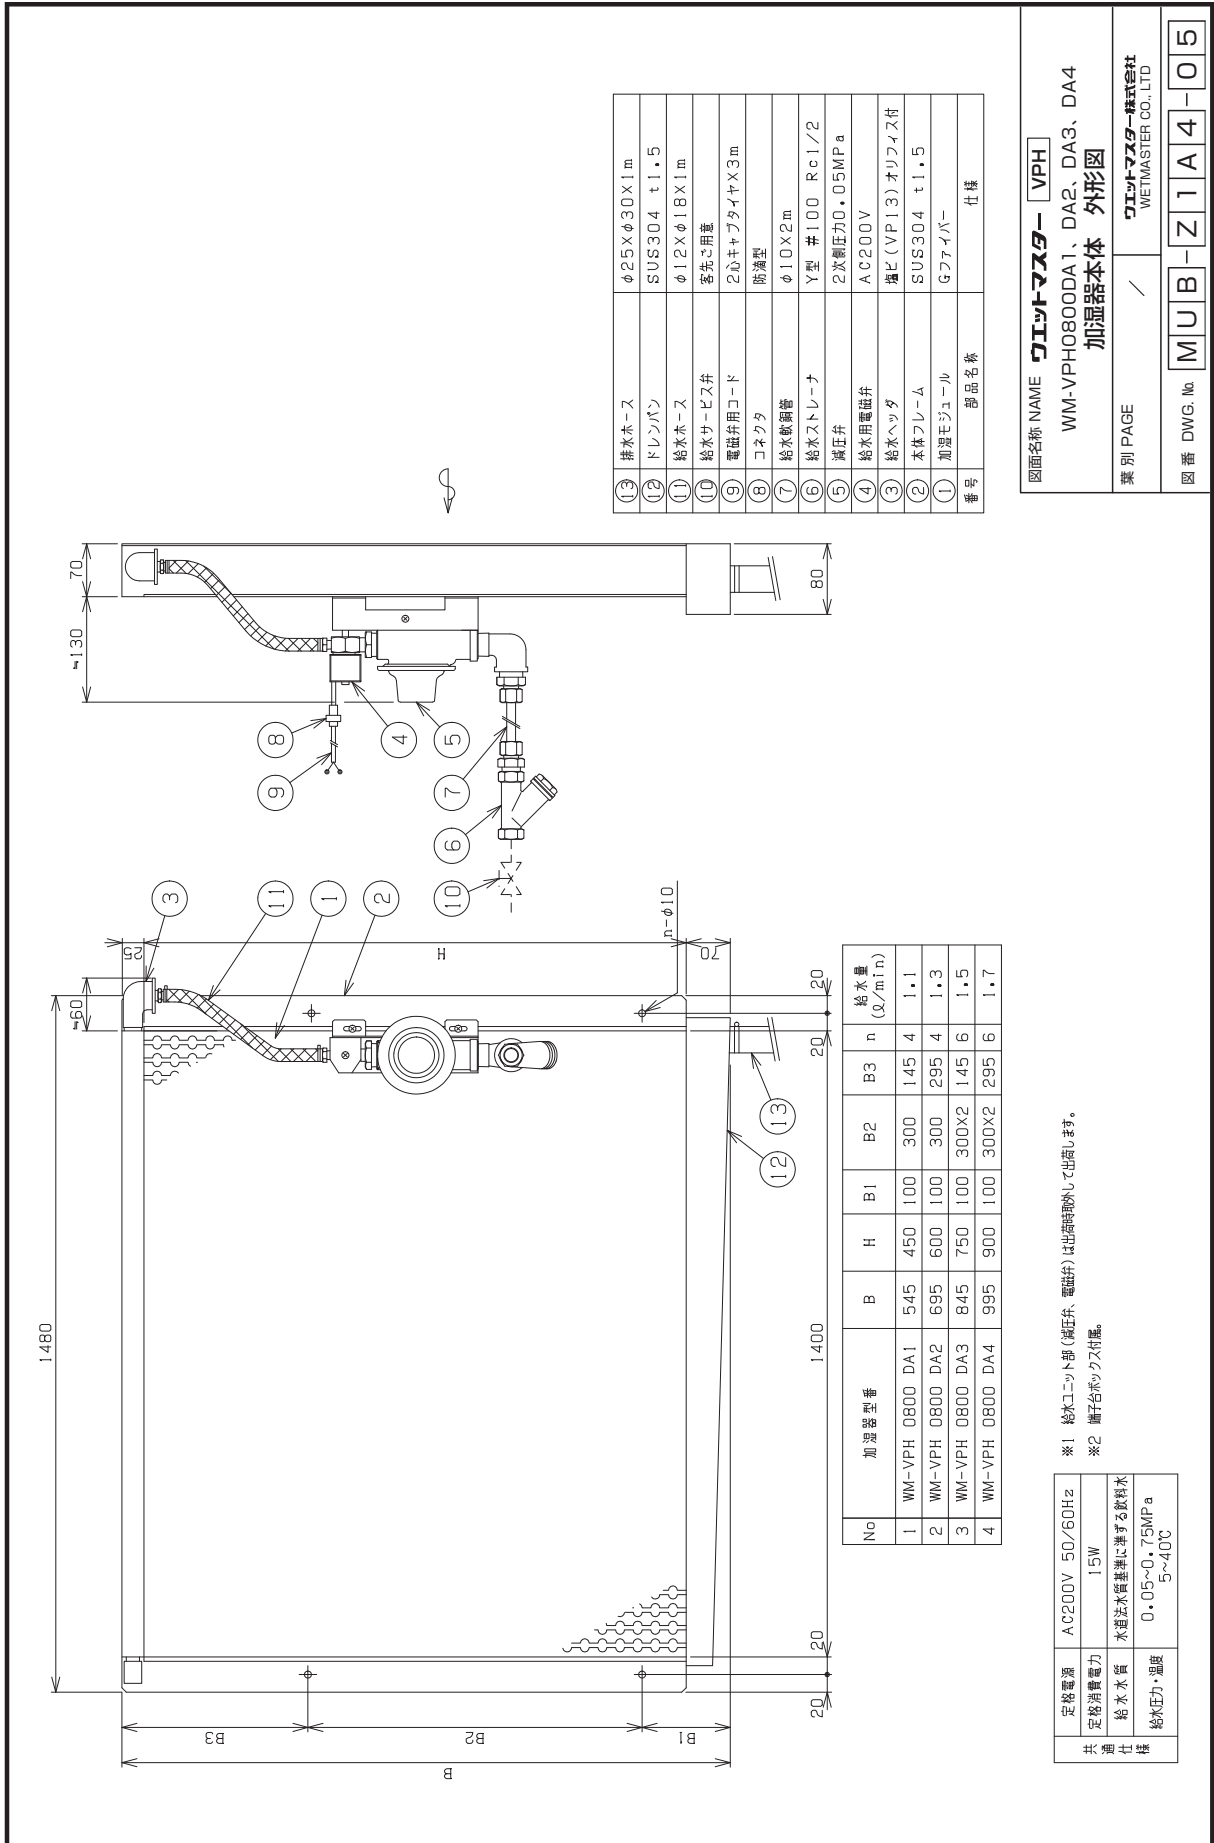 1480
≒60
25
H
70
n-φ10
20
20
1400
20
20
B3
B2
B1
B
3
11
1
2
13
12
70
≒130
80
8
9
4
5
7
6
10
13 排水ホース φ25×φ30×1m
12 ドレンパン SUS304 t1.5
11 給水ホース φ12×φ18×1m
10 給水サービス弁 客先ご用意
9 電磁弁用コード 2心キャブタイヤ×3m
8 コネクタ 防滴型
7 給水軟銅管 φ10×2m
6 給水ストレーナ Y型 #100 Rc1/2
5 減圧弁 2次側圧力0.05MPa
4 給水用電磁弁 AC200V
3 給水ヘッダ 塩ビ(VP13)オリフィス付
2 本体フレーム SUS304 t1.5
1 加湿モジュール Gファイバー
番号 部品名称 仕様
No 加湿器型番 B H B1 B2 B3 n 給水量
(ℓ/min)
1 WM-VPH 0800 DA1 545 450 100 300 145 4 1.1
2 WM-VPH 0800 DA2 695 600 100 300 295 4 1.3
3 WM-VPH 0800 DA3 845 750 100 300X2 145 6 1.5
4 WM-VPH 0800 DA4 995 900 100 300X2 295 6 1.7
共通仕様
定格電源 AC200V 50/60Hz
定格消費電力 15W
給水水質 水道法水質基準に準ずる飲料水
給水圧力・温度 0.05~0.75MPa
5~40℃
※1 給水ユニット部(減圧弁、電磁弁)は出荷時取外して出荷します。
※2 端子台ボックス付属。
図面名称 NAME ウエットマスター VPH
WM-VPH0800DA1、DA2、DA3、DA4
加湿器本体 外形図
葉別 PAGE /
ウエットマスター株式会社
WETMASTER CO., LTD
図番 DWG. No. MUB-Z1A4-05